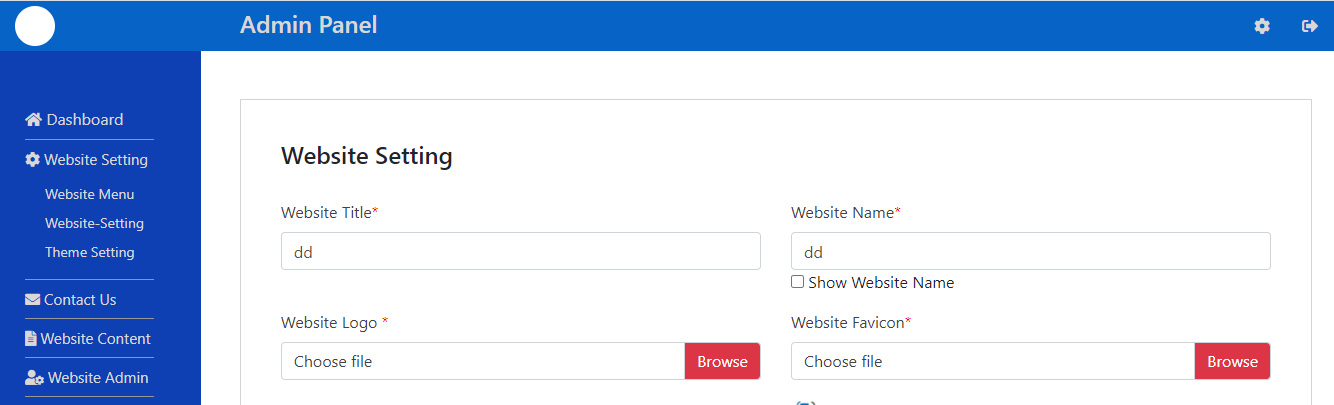 Admin Panel
Dashboard
Website Setting
Website Menu
Website-Setting
Theme Setting
Contact Us
Website Content
Website Admin
Website Setting
Website Title*
Website Name*
dd
dd
Show Website Name
Website Logo *
Website Favicon*
Choose file Browse
Choose file Browse